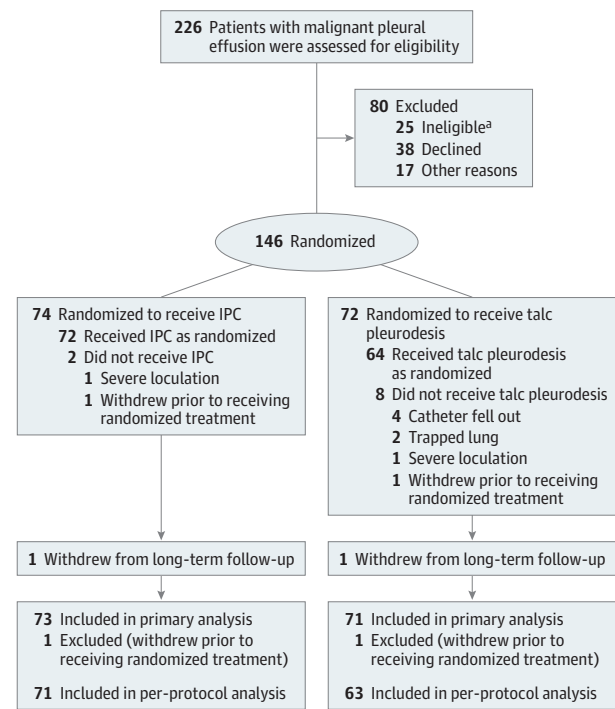 226 Patients with malignant pleural
effusion were assessed for eligibility
80 Excluded
25 Ineligibleᵃ
38 Declined
17 Other reasons
146 Randomized
74 Randomized to receive IPC
72 Received IPC as randomized
2 Did not receive IPC
1 Severe loculation
1 Withdrew prior to receiving
randomized treatment
72 Randomized to receive talc
pleurodesis
64 Received talc pleurodesis
as randomized
8 Did not receive talc pleurodesis
4 Catheter fell out
2 Trapped lung
1 Severe loculation
1 Withdrew prior to receiving
randomized treatment
1 Withdrew from long-term follow-up
1 Withdrew from long-term follow-up
73 Included in primary analysis
1 Excluded (withdrew prior to
receiving randomized treatment)
71 Included in per-protocol analysis
71 Included in primary analysis
1 Excluded (withdrew prior to
receiving randomized treatment)
63 Included in per-protocol analysis